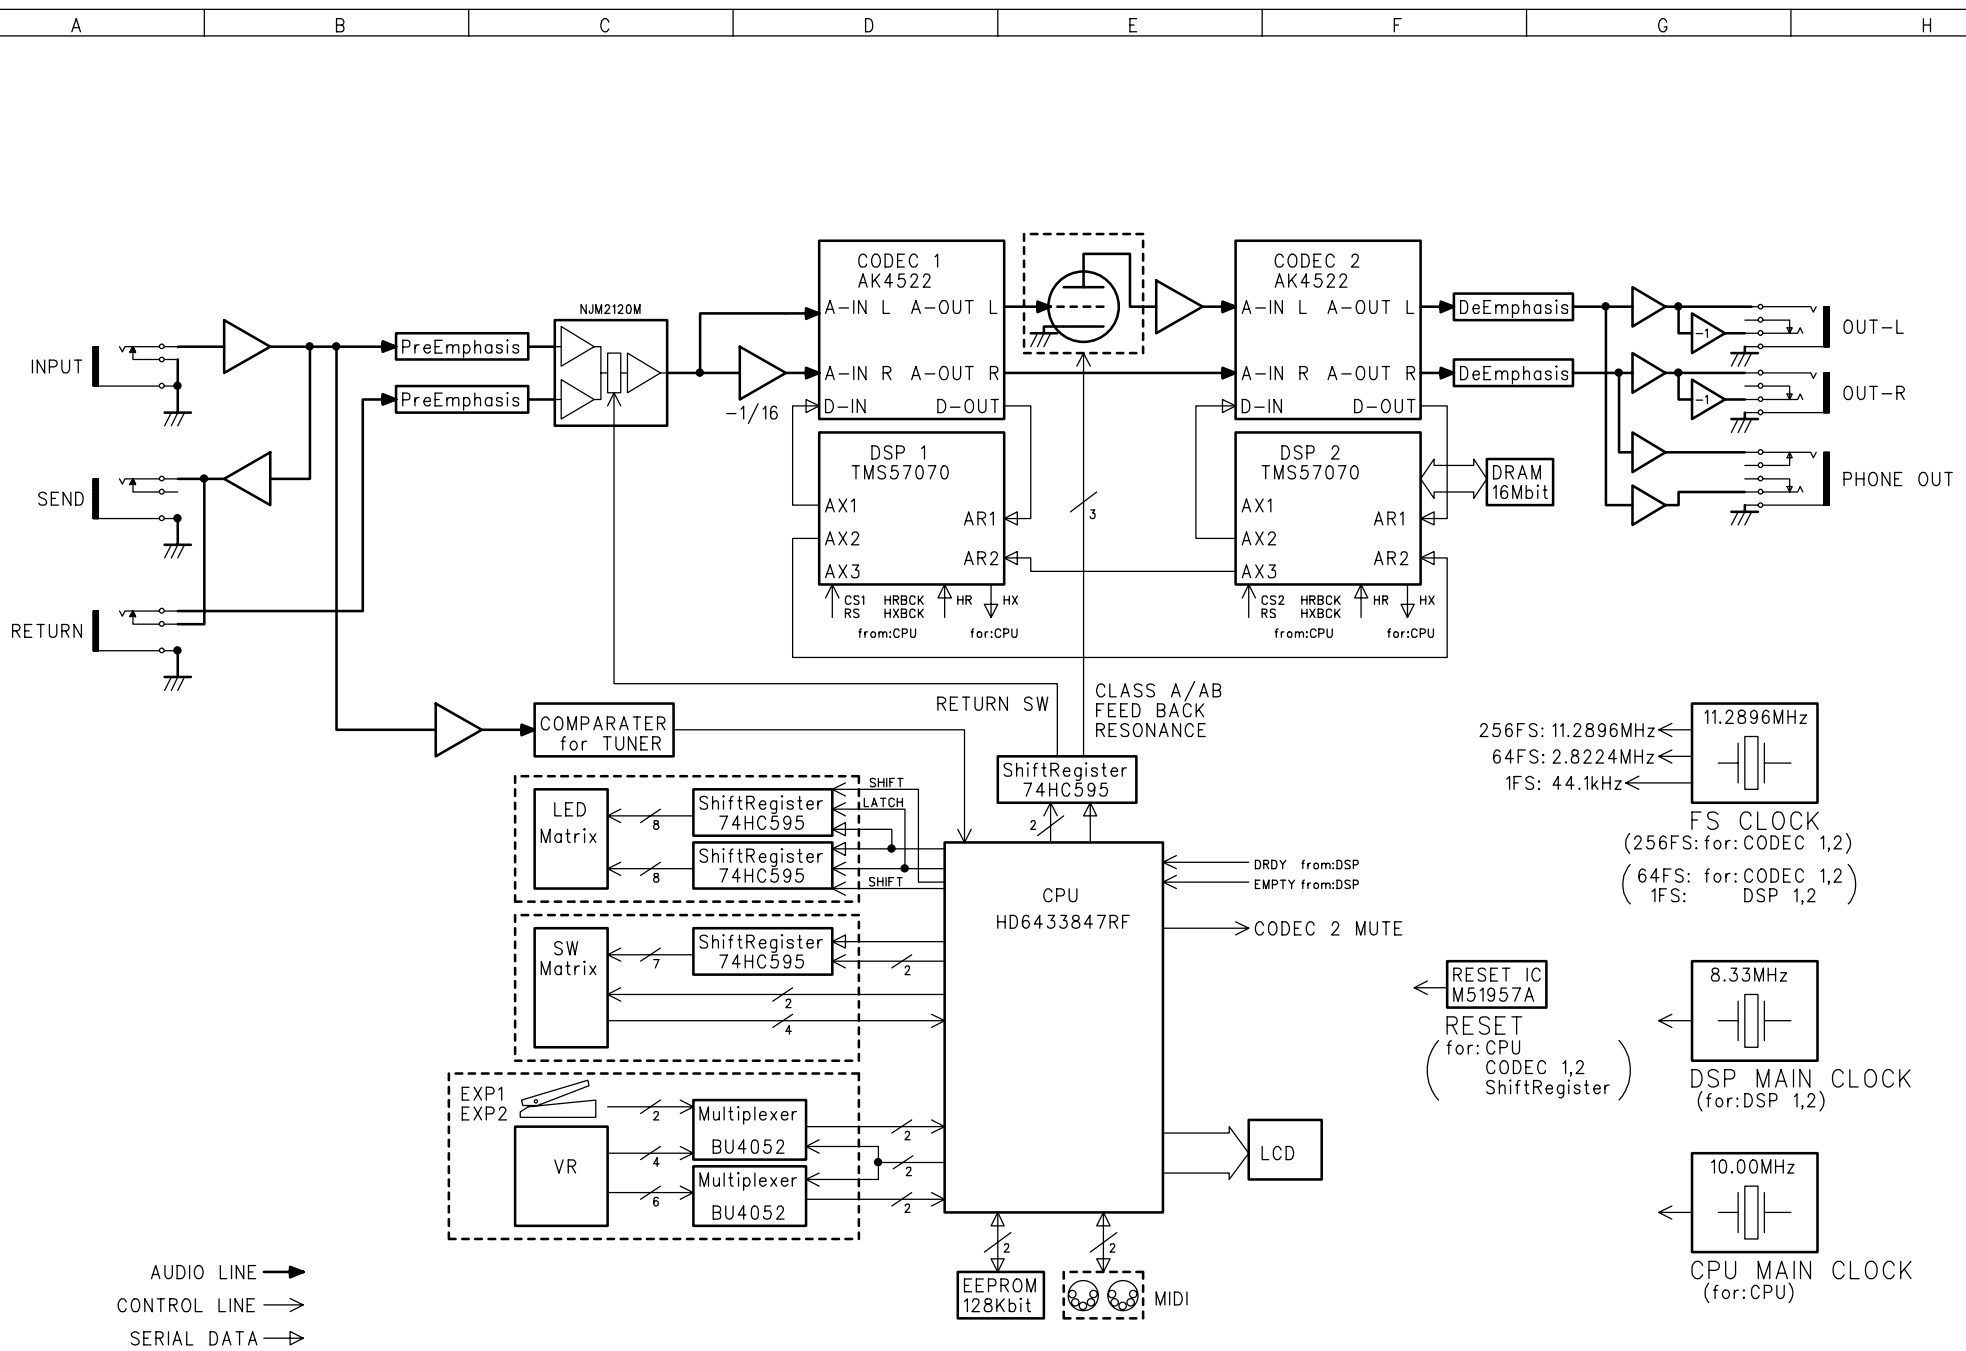 A B C D E F G H
INPUT
SEND
RETURN
PreEmphasis
PreEmphasis
NJM2120M
-1/16
CODEC 1
AK4522
A-IN L A-OUT L
A-IN R A-OUT R
D-IN D-OUT
DSP 1
TMS57070
AX1
AR1
AX2
AR2
AX3
CS1 HRBCK HR HX
RS HXBCK
from:CPU for:CPU
3
CODEC 2
AK4522
A-IN L A-OUT L
A-IN R A-OUT R
D-IN D-OUT
DSP 2
TMS57070
AX1
AR1
AX2
AR2
AX3
CS2 HRBCK HR HX
RS HXBCK
from:CPU for:CPU
DRAM
16Mbit
DeEmphasis
DeEmphasis
-1
-1
OUT-L
OUT-R
PHONE OUT
RETURN SW
CLASS A/AB
FEED BACK
RESONANCE
COMPARATER
for TUNER
ShiftRegister
74HC595
2
LED
Matrix
8
8
ShiftRegister
74HC595
ShiftRegister
74HC595
SHIFT
LATCH
SHIFT
SW
Matrix
7
ShiftRegister
74HC595
2
2
4
EXP1
EXP2
VR
2
4
6
Multiplexer
BU4052
Multiplexer
BU4052
2
2
2
CPU
HD6433847RF
DRDY from:DSP
EMPTY from:DSP
CODEC 2 MUTE
LCD
2
2
EEPROM
128Kbit
MIDI
RESET IC
M51957A
RESET
(for:CPU
CODEC 1,2
ShiftRegister)
256FS: 11.2896MHz
64FS: 2.8224MHz
1FS: 44.1kHz
11.2896MHz
FS CLOCK
(256FS: for: CODEC 1,2)
(64FS: for: CODEC 1,2
1FS: DSP 1,2)
8.33MHz
DSP MAIN CLOCK
(for:DSP 1,2)
10.00MHz
CPU MAIN CLOCK
(for:CPU)
AUDIO LINE
CONTROL LINE
SERIAL DATA